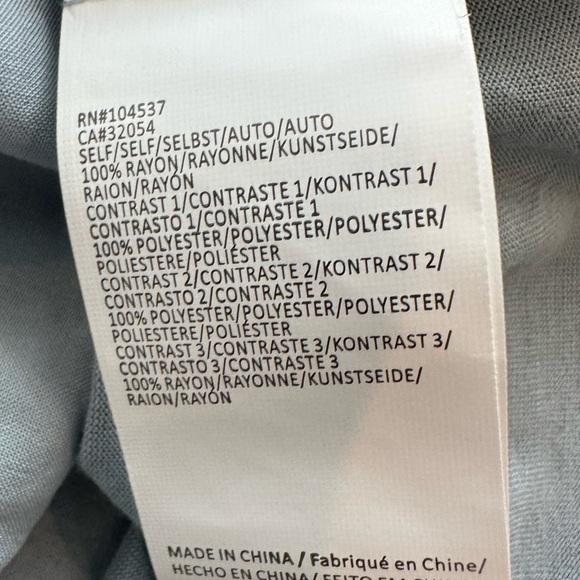 RN#104537
CA#32054
SELF/SELF/SELBST/AUTO/AUTO
100% RAYON/RAYONNE/KUNSTSEIDE/
RAION/RAYÓN
CONTRAST 1/CONTRASTE 1/KONTRAST 1/
CONTRASTO 1/CONTRASTE 1
100% POLYESTER/POLYESTER/POLYESTER/
POLIESTERE/POLIÉSTER
CONTRAST 2/CONTRASTE 2/KONTRAST 2/
CONTRASTO 2/CONTRASTE 2
100% POLYESTER/POLYESTER/POLYESTER/
POLIESTERE/POLIÉSTER
CONTRAST 3/CONTRASTE 3/KONTRAST 3/
CONTRASTO 3/CONTRASTE 3
100% RAYON/RAYONNE/KUNSTSEIDE/
RAION/RAYÓN
MADE IN CHINA / Fabriqué en Chine/
HECHO EN CHINA/